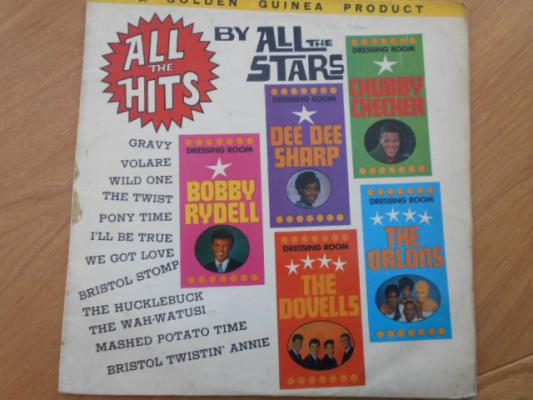 A GOLDEN GUINEA PRODUCT
ALL
THE
HITS
BY ALL THE
STARS
GRAVY
VOLARE
WILD ONE
THE TWIST
PONY TIME
I'LL BE TRUE
WE GOT LOVE
BRISTOL STOMP
THE HUCKLEBUCK
THE WAH-WATUSI
MASHED POTATO TIME
BRISTOL TWISTIN' ANNIE
DRESSING ROOM
BOBBY
RYDELL
DRESSING ROOM
DEE DEE
SHARP
DRESSING ROOM
CHUBBY
CHECKER
DRESSING ROOM
THE
DOVELLS
DRESSING ROOM
THE
ORLONS